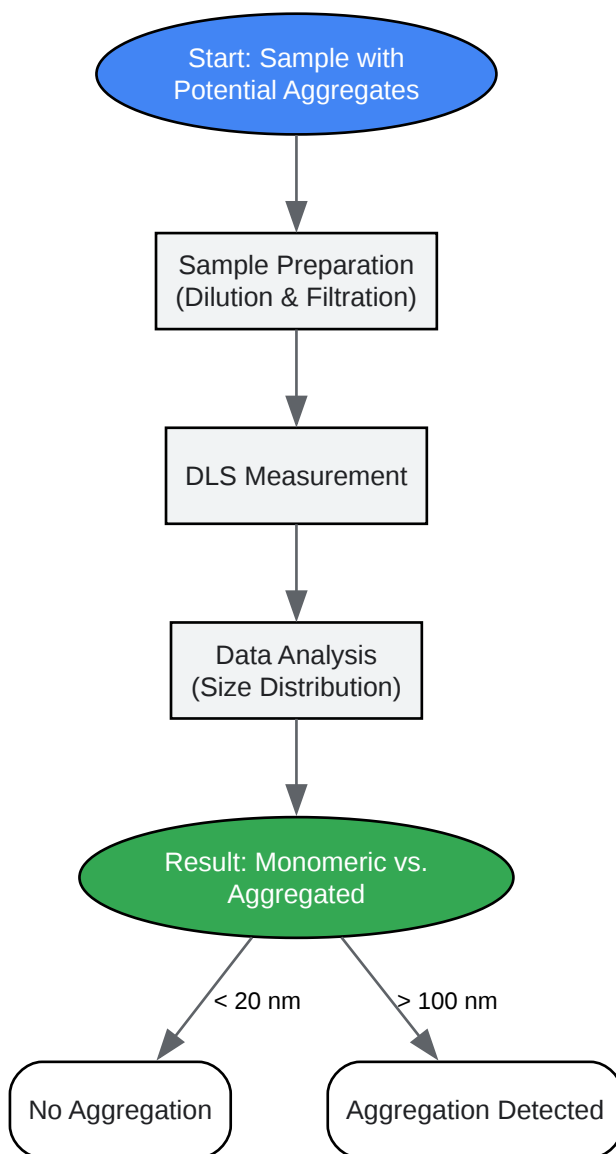 Start: Sample with
Potential Aggregates
Sample Preparation
(Dilution & Filtration)
DLS Measurement
Data Analysis
(Size Distribution)
Result: Monomeric vs.
Aggregated
< 20 nm
> 100 nm
No Aggregation
Aggregation Detected